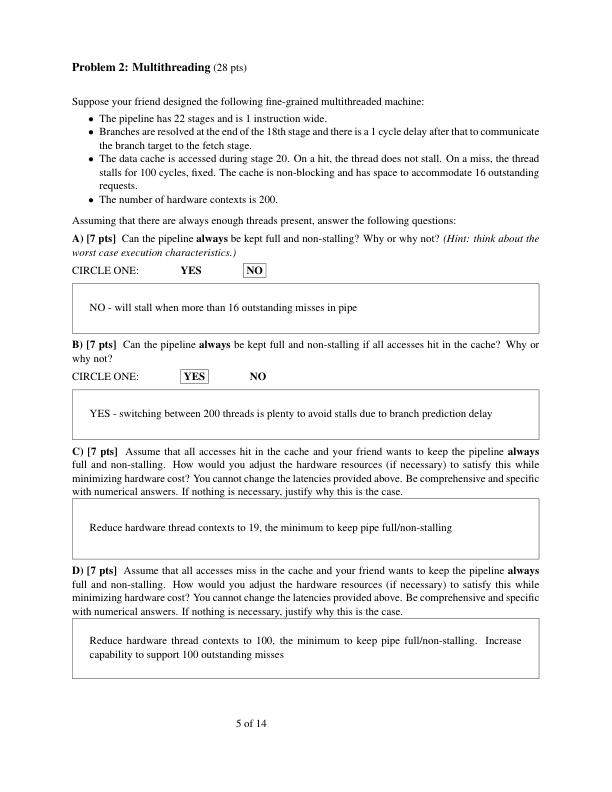 Problem 2: Multithreading (28 pts)
Suppose your friend designed the following fine-grained multithreaded machine:
• The pipeline has 22 stages and is 1 instruction wide.
• Branches are resolved at the end of the 18th stage and there is a 1 cycle delay after that to communicate
the branch target to the fetch stage.
• The data cache is accessed during stage 20. On a hit, the thread does not stall. On a miss, the thread
stalls for 100 cycles, fixed. The cache is non-blocking and has space to accommodate 16 outstanding
requests.
• The number of hardware contexts is 200.
Assuming that there are always enough threads present, answer the following questions:
A) [7 pts] Can the pipeline always be kept full and non-stalling? Why or why not? (Hint: think about the
worst case execution characteristics.)
CIRCLE ONE: YES NO
NO - will stall when more than 16 outstanding misses in pipe
B) [7 pts] Can the pipeline always be kept full and non-stalling if all accesses hit in the cache? Why or
why not?
CIRCLE ONE: YES NO
YES - switching between 200 threads is plenty to avoid stalls due to branch prediction delay
C) [7 pts] Assume that all accesses hit in the cache and your friend wants to keep the pipeline always
full and non-stalling. How would you adjust the hardware resources (if necessary) to satisfy this while
minimizing hardware cost? You cannot change the latencies provided above. Be comprehensive and specific
with numerical answers. If nothing is necessary, justify why this is the case.
Reduce hardware thread contexts to 19, the minimum to keep pipe full/non-stalling
D) [7 pts] Assume that all accesses miss in the cache and your friend wants to keep the pipeline always
full and non-stalling. How would you adjust the hardware resources (if necessary) to satisfy this while
minimizing hardware cost? You cannot change the latencies provided above. Be comprehensive and specific
with numerical answers. If nothing is necessary, justify why this is the case.
Reduce hardware thread contexts to 100, the minimum to keep pipe full/non-stalling. Increase
capability to support 100 outstanding misses
5 of 14